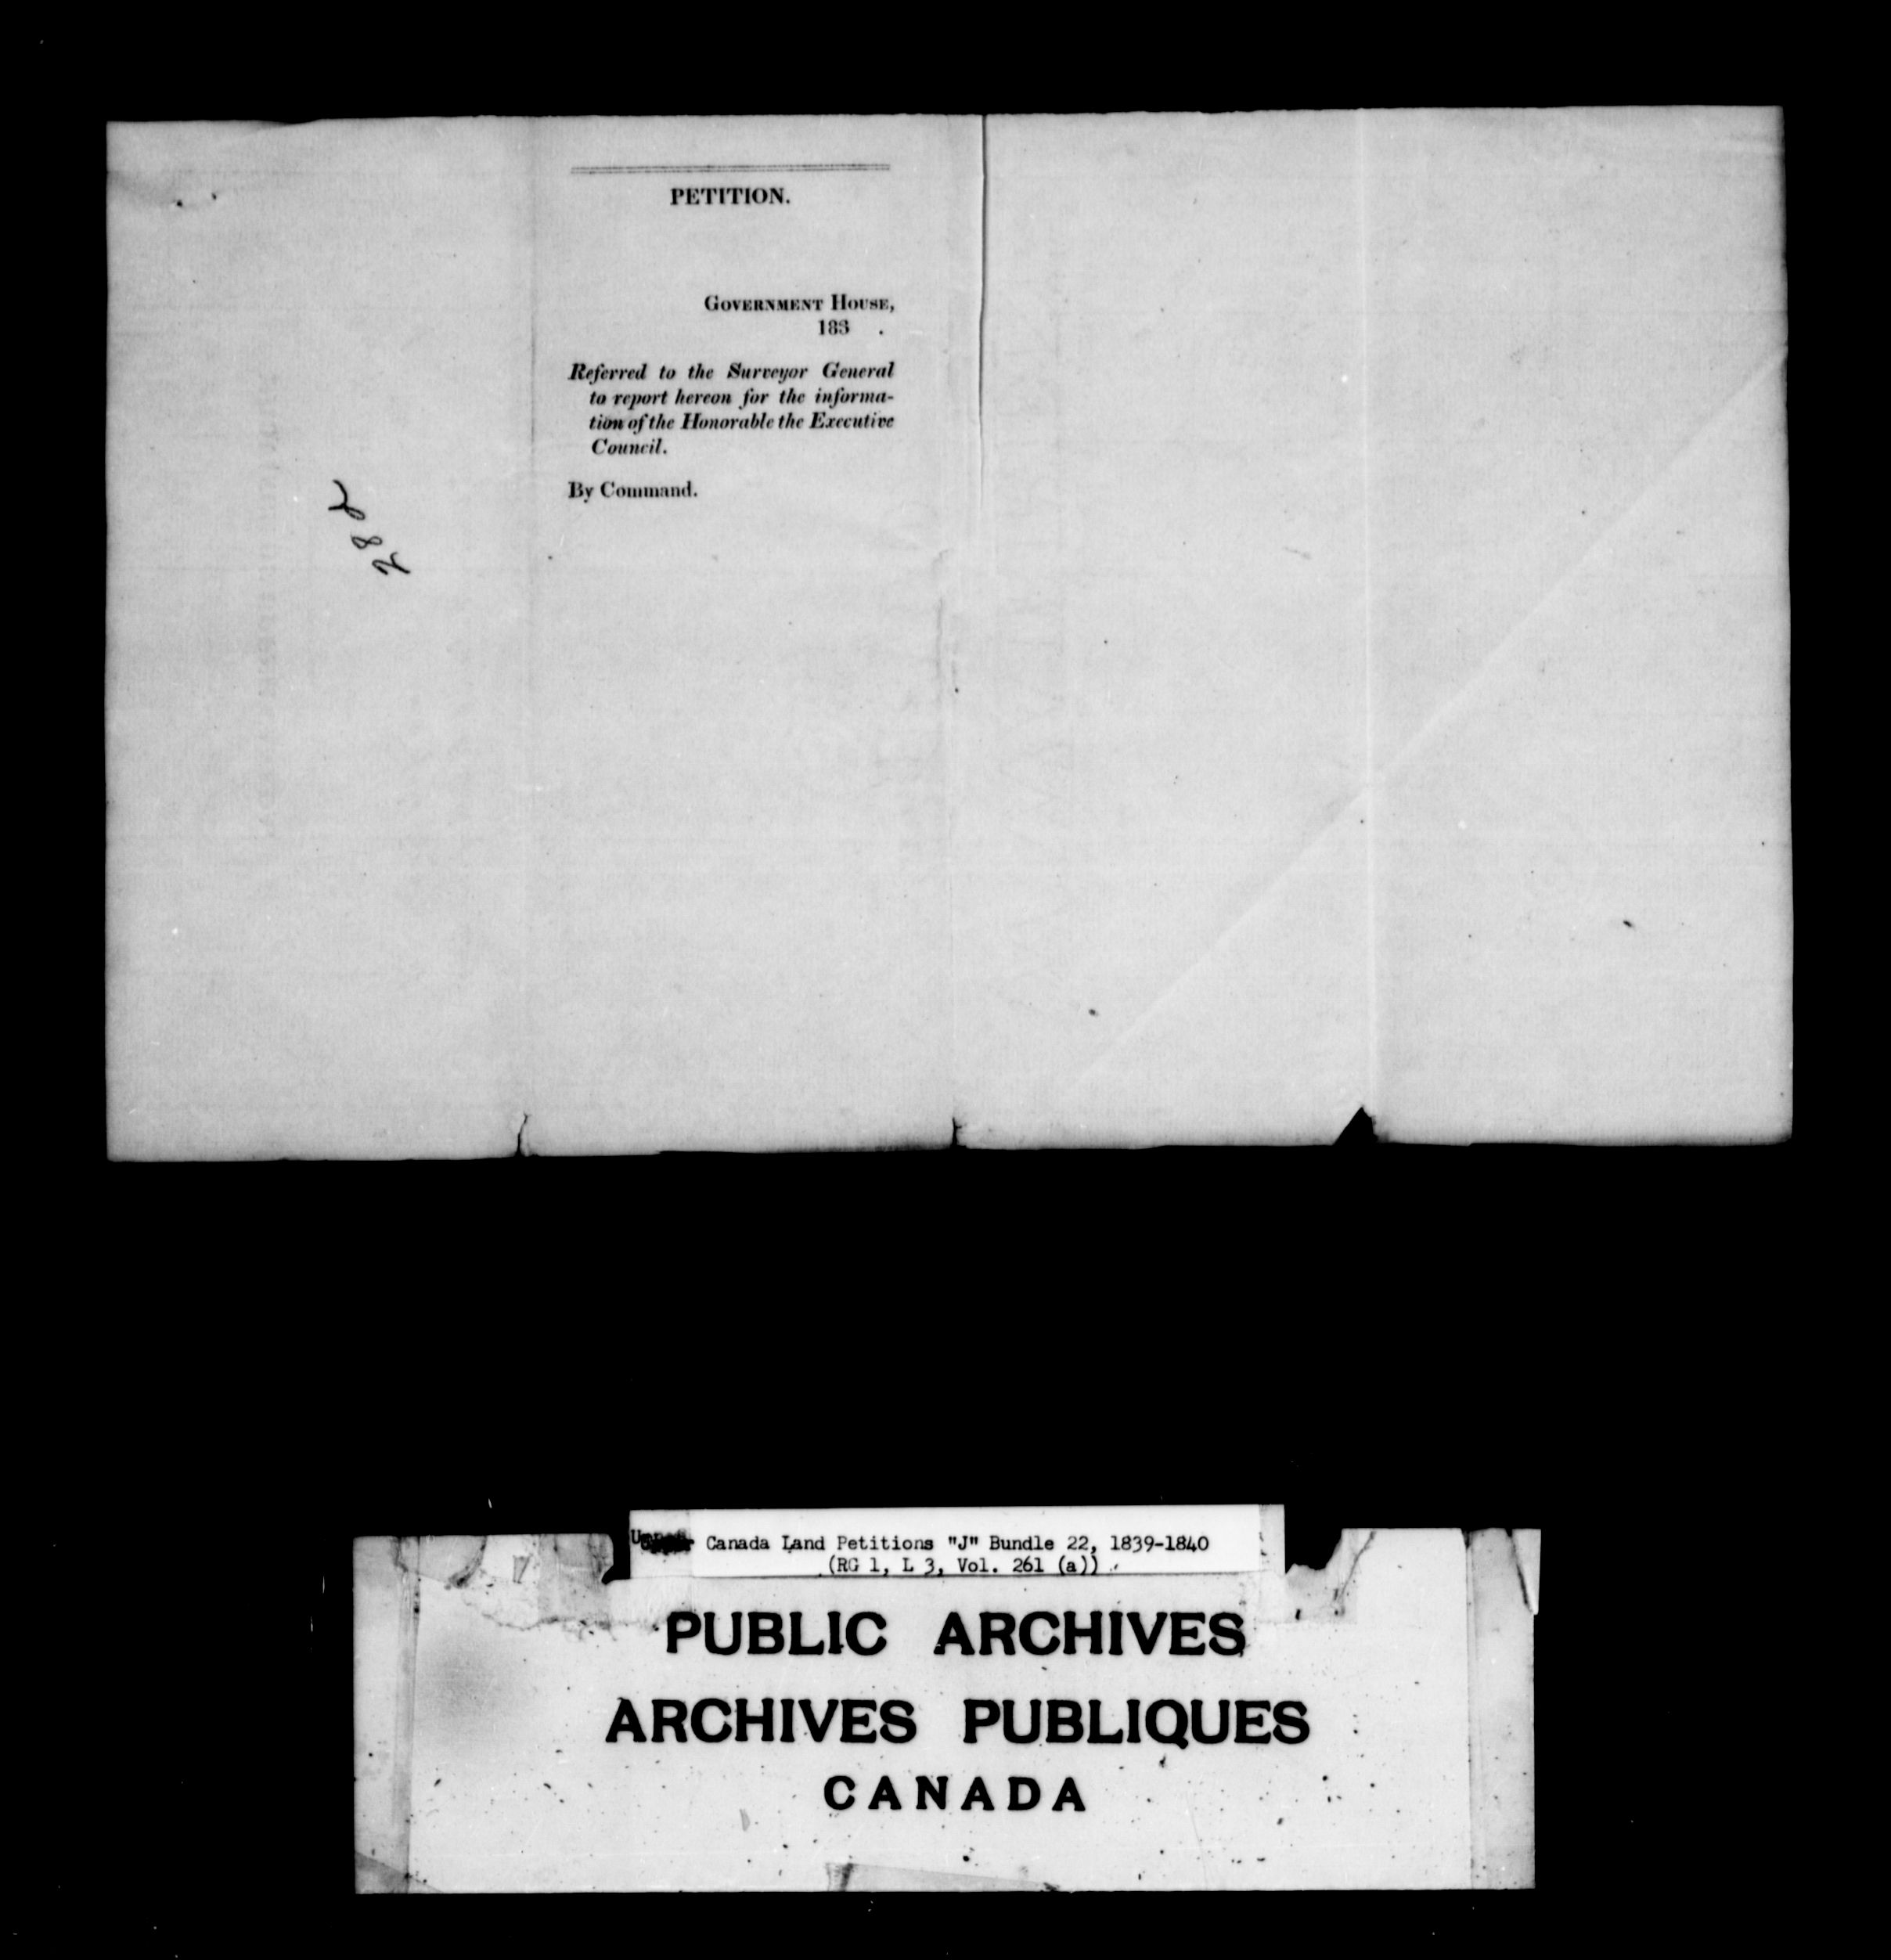 PETITION.
GOVERNMENT HOUSE,
183 .
Referred to the Surveyor General
to report hereon for the informa-
tion of the Honorable the Executive
Council.
By Command.
Upper Canada Land Petitions "J" Bundle 22, 1839-1840
(RG 1, L 3, Vol. 261 (a))
PUBLIC ARCHIVES
ARCHIVES PUBLIQUES
CANADA